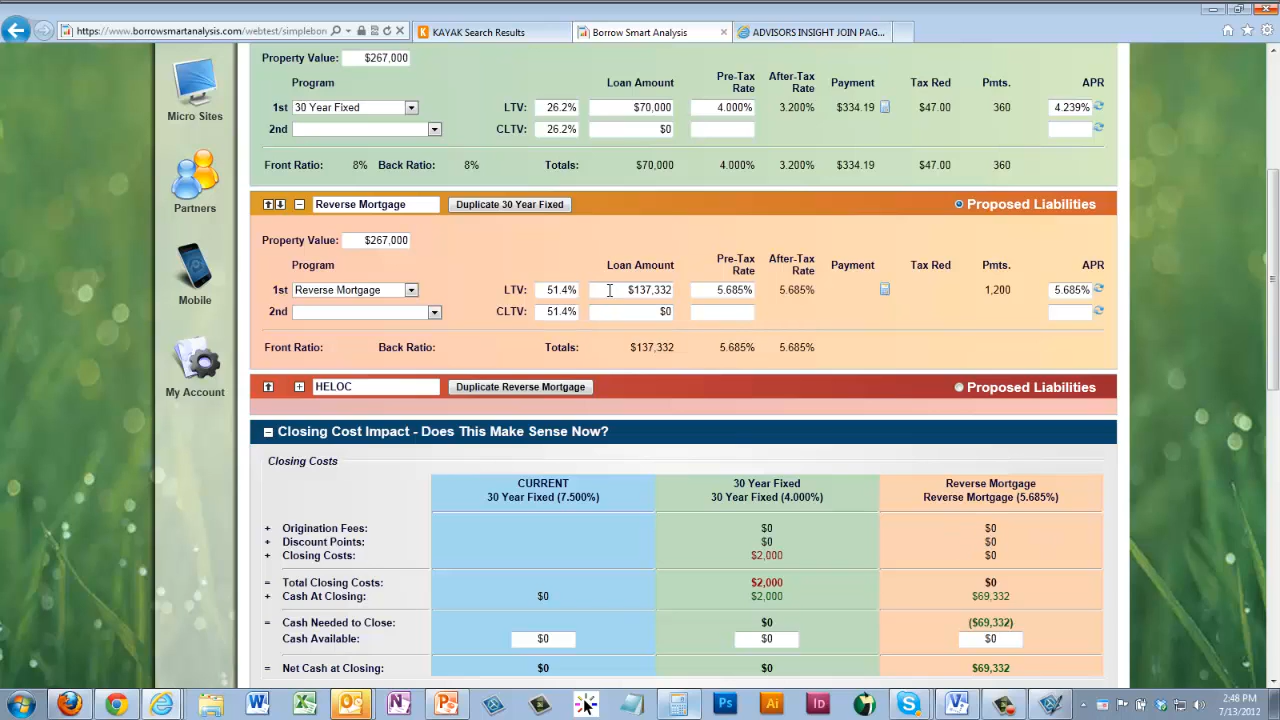 https://www.borrowsmartanalysis.com/webtest/simplebon
KAYAK Search Results
Borrow Smart Analysis
ADVISORS INSIGHT JOIN PAG...
Micro Sites
Partners
Mobile
My Account
Property Value: $267,000
Program Loan Amount Pre-Tax Rate After-Tax Rate Payment Tax Red Pmts. APR
1st 30 Year Fixed LTV: 26.2% $70,000 4.000% 3.200% $334.19 $47.00 360 4.239%
2nd CLTV: 26.2% $0
Front Ratio: 8% Back Ratio: 8% Totals: $70,000 4.000% 3.200% $334.19 $47.00 360
Reverse Mortgage Duplicate 30 Year Fixed Proposed Liabilities
Property Value: $267,000
Program Loan Amount Pre-Tax Rate After-Tax Rate Payment Tax Red Pmts. APR
1st Reverse Mortgage LTV: 51.4% $137,332 5.685% 5.685% 1,200 5.685%
2nd CLTV: 51.4% $0
Front Ratio: Back Ratio: Totals: $137,332 5.685% 5.685%
HELOC Duplicate Reverse Mortgage Proposed Liabilities
Closing Cost Impact - Does This Make Sense Now?
Closing Costs
CURRENT 30 Year Fixed Reverse Mortgage
30 Year Fixed (7.500%) 30 Year Fixed (4.000%) Reverse Mortgage (5.685%)
+ Origination Fees: $0 $0
+ Discount Points: $0 $0
+ Closing Costs: $2,000 $0
= Total Closing Costs: $2,000 $0
+ Cash At Closing: $0 $2,000 $69,332
= Cash Needed to Close: $0 ($69,332)
Cash Available: $0 $0 $0
= Net Cash at Closing: $0 $0 $69,332
2:48 PM
7/13/2012